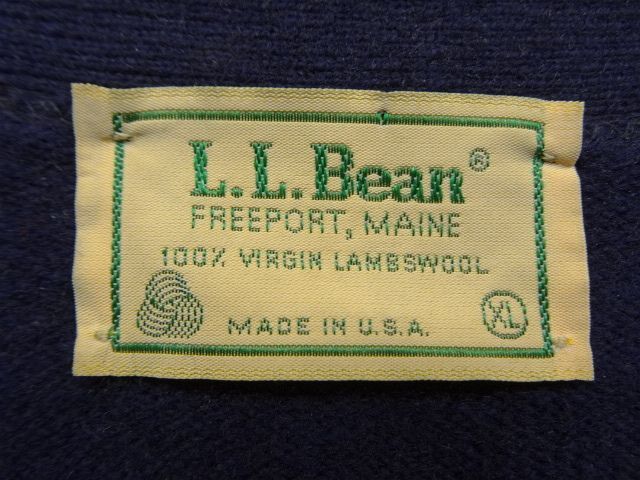 L.L.Bean®
FREEPORT, MAINE
100% VIRGIN LAMBSWOOL
MADE IN U.S.A.
XL